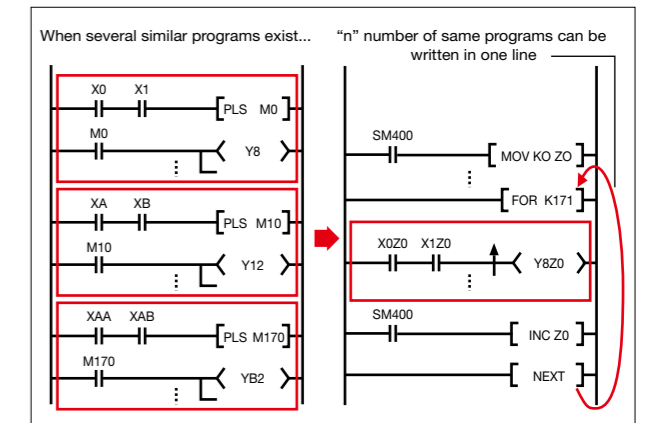 When several similar programs exist...
X0 X1
PLS M0
M0
Y8
XA XB
PLS M10
M10
Y12
XAA XAB
PLS M170
M170
YB2
“n” number of same programs can be
written in one line
SM400
MOV KO ZO
FOR K171
X0Z0 X1Z0
Y8Z0
SM400
INC Z0
NEXT